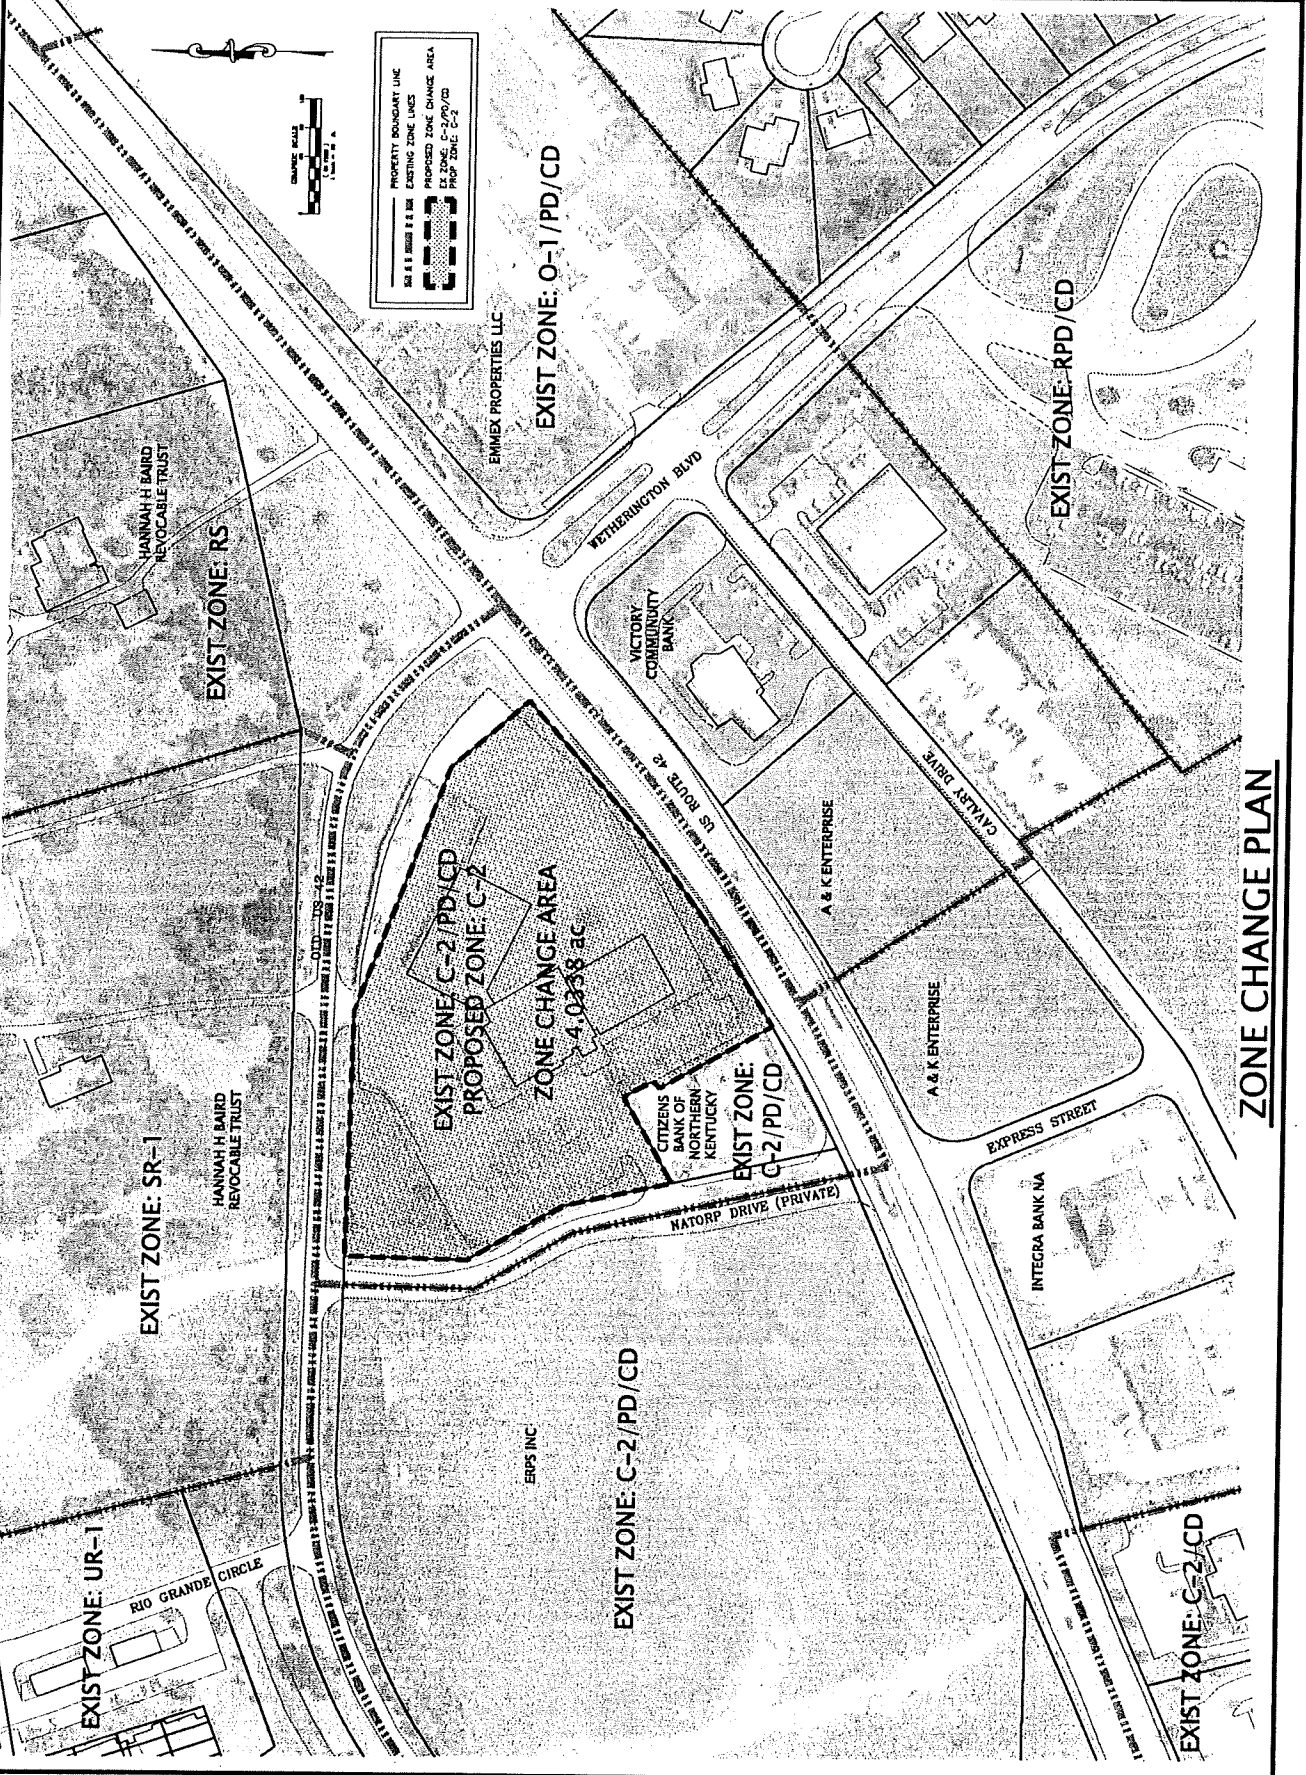 PROPERTY BOUNDARY LINE
EXISTING ZONE LINES
PROPOSED ZONE CHANGE AREA
EX ZONE: C-2/PD/CD
PROP ZONE: C-2
GRAPHIC SCALE
EXIST ZONE: UR-1
RIO GRANDE CIRCLE
EXIST ZONE: SR-1
HANNAH H BAIRD
REVOCABLE TRUST
EXIST ZONE: RS
HANNAH H BAIRD
REVOCABLE TRUST
OLD US 42
EMMEX PROPERTIES LLC
EXIST ZONE: O-1/PD/CD
EXIST ZONE: C-2/PD/CD
PROPOSED ZONE: C-2
ZONE CHANGE AREA
4.0338 ac.
CITIZENS
BANK OF
NORTHERN
KENTUCKY
EXIST ZONE:
C-2/PD/CD
NATORP DRIVE (PRIVATE)
ERPS INC
EXIST ZONE: C-2/PD/CD
US ROUTE 42
WETHERINGTON BLVD
VICTORY
COMMUNITY
BANK
A & K ENTERPRISE
CAVALRY DRIVE
A & K ENTERPRISE
EXPRESS STREET
INTEGRA BANK NA
EXIST ZONE: RPD/CD
EXIST ZONE: C-2/CD
ZONE CHANGE PLAN